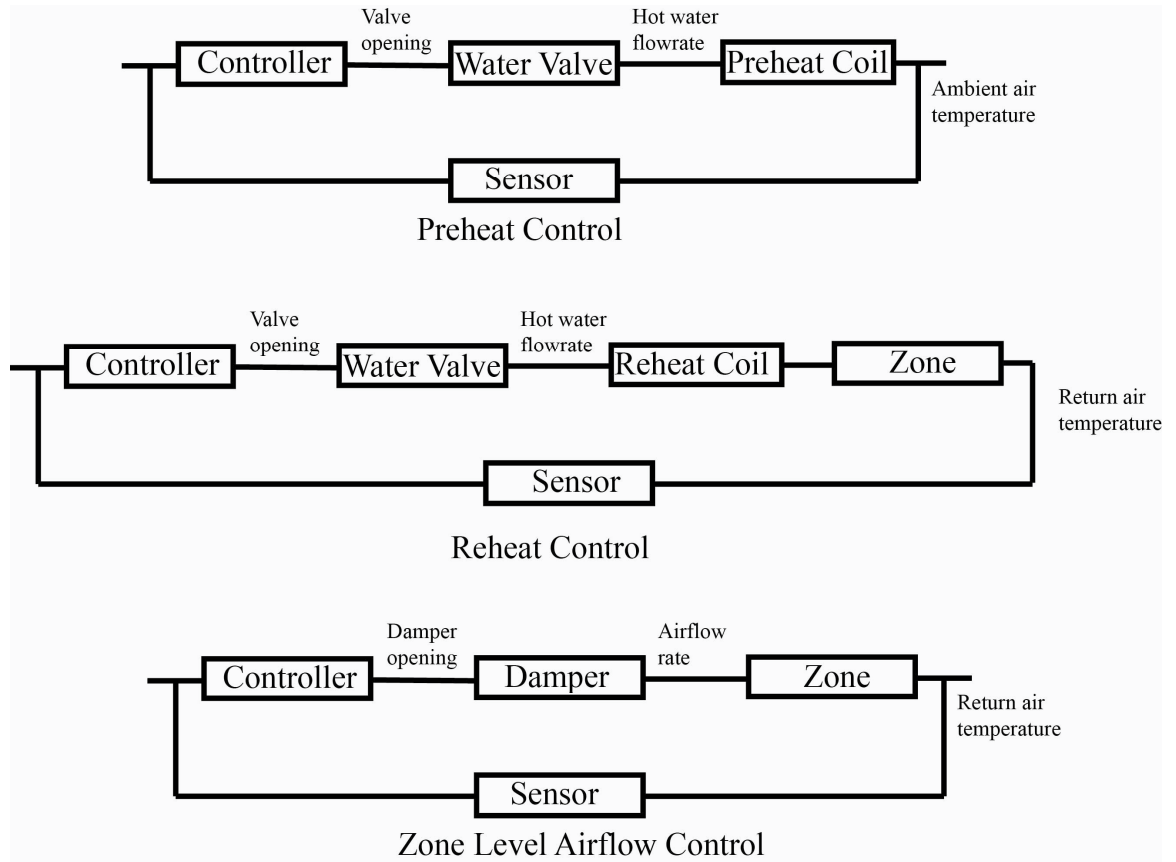 Valve
opening
Hot water
flowrate
Controller
Water Valve
Preheat Coil
Ambient air
temperature
Sensor
Preheat Control
Valve
opening
Hot water
flowrate
Controller
Water Valve
Reheat Coil
Zone
Return air
temperature
Sensor
Reheat Control
Damper
opening
Airflow
rate
Controller
Damper
Zone
Return air
temperature
Sensor
Zone Level Airflow Control